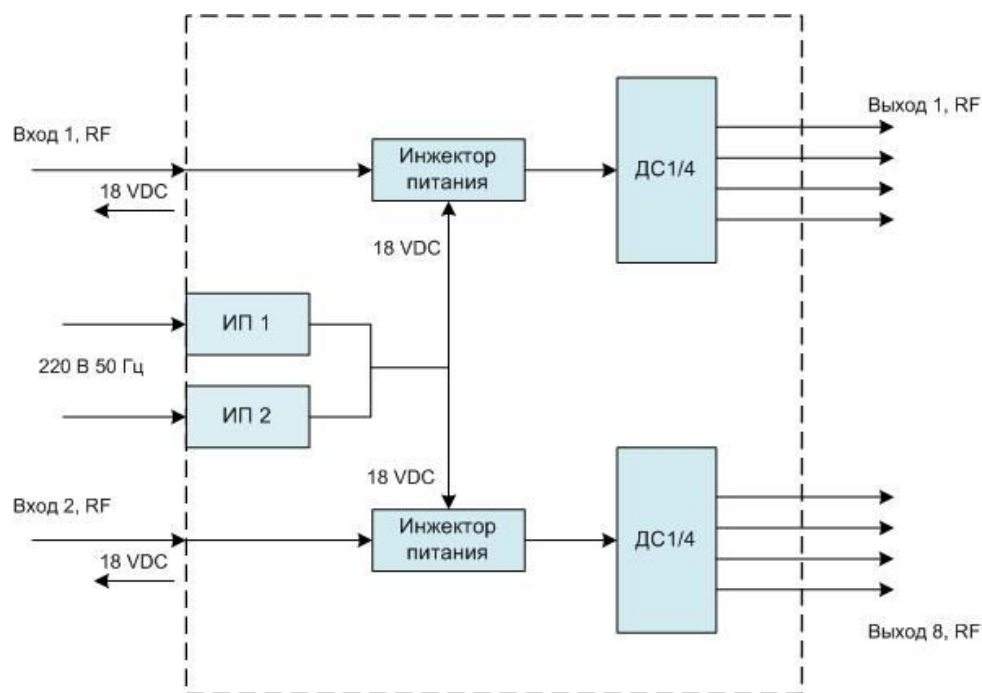 Вход 1, RF
18 VDC
Инжектор
питания
ДС1/4
Выход 1, RF
18 VDC
ИП 1
220 В 50 Гц
ИП 2
18 VDC
Вход 2, RF
18 VDC
Инжектор
питания
ДС1/4
Выход 8, RF